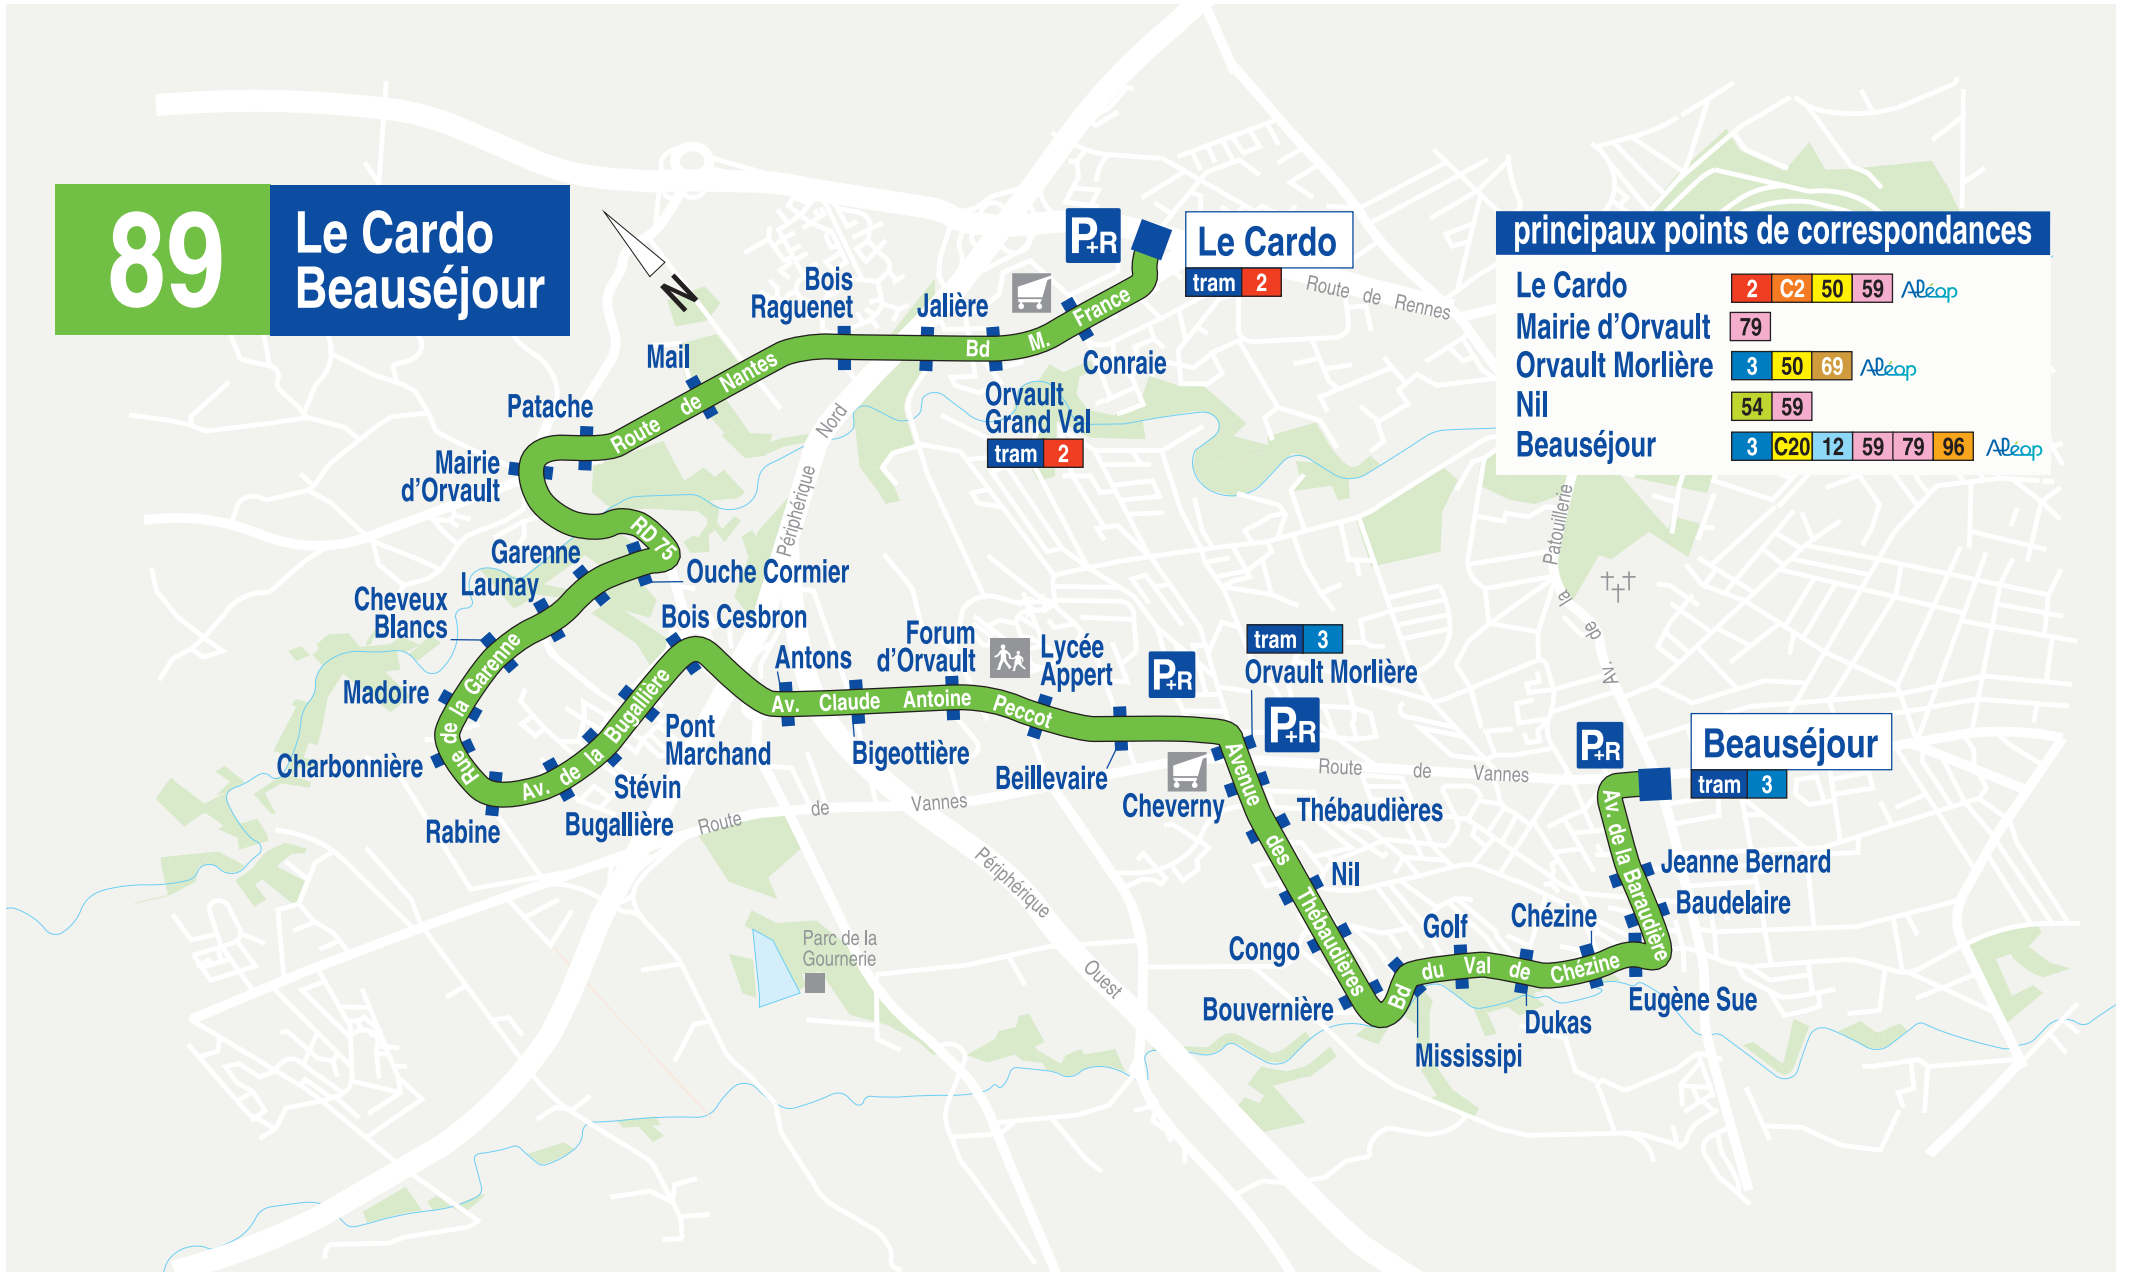 89
Le Cardo
Beauséjour
N
P+R
Le Cardo
tram 2
principaux points de correspondances
Le Cardo 2 C2 50 59 Aléop
Mairie d'Orvault 79
Orvault Morlière 3 50 69 Aléop
Nil 54 59
Beauséjour 3 C20 12 59 79 96 Aléop
Route de Rennes
Bois
Raguenet
Jalière
Bd M. France
Conraie
Mail
Route de Nantes
Orvault
Grand Val
tram 2
Patache
Mairie
d'Orvault
Périphérique Nord
RD 75
Garenne
Launay
Ouche Cormier
Cheveux
Blancs
Bois Cesbron
Rue de la Garenne
Madoire
Charbonnière
Rabine
Av. de la Bugallière
Bugallière
Stévin
Pont
Marchand
Antons
Av. Claude Antoine Peccot
Bigeottière
Forum
d'Orvault
Lycée
Appert
Beillevaire
P+R
tram 3
Orvault Morlière
P+R
Cheverny
Avenue des Thébaudières
Thébaudières
Nil
Congo
Bouvernière
Route de Vannes
Route de Vannes
Périphérique Ouest
Parc de la
Gournerie
Av. de la Patouillerie
Bd du Val de Chézine
Mississipi
Golf
Dukas
Chézine
Eugène Sue
Av. de la Baraudière
Baudelaire
Jeanne Bernard
P+R
Beauséjour
tram 3